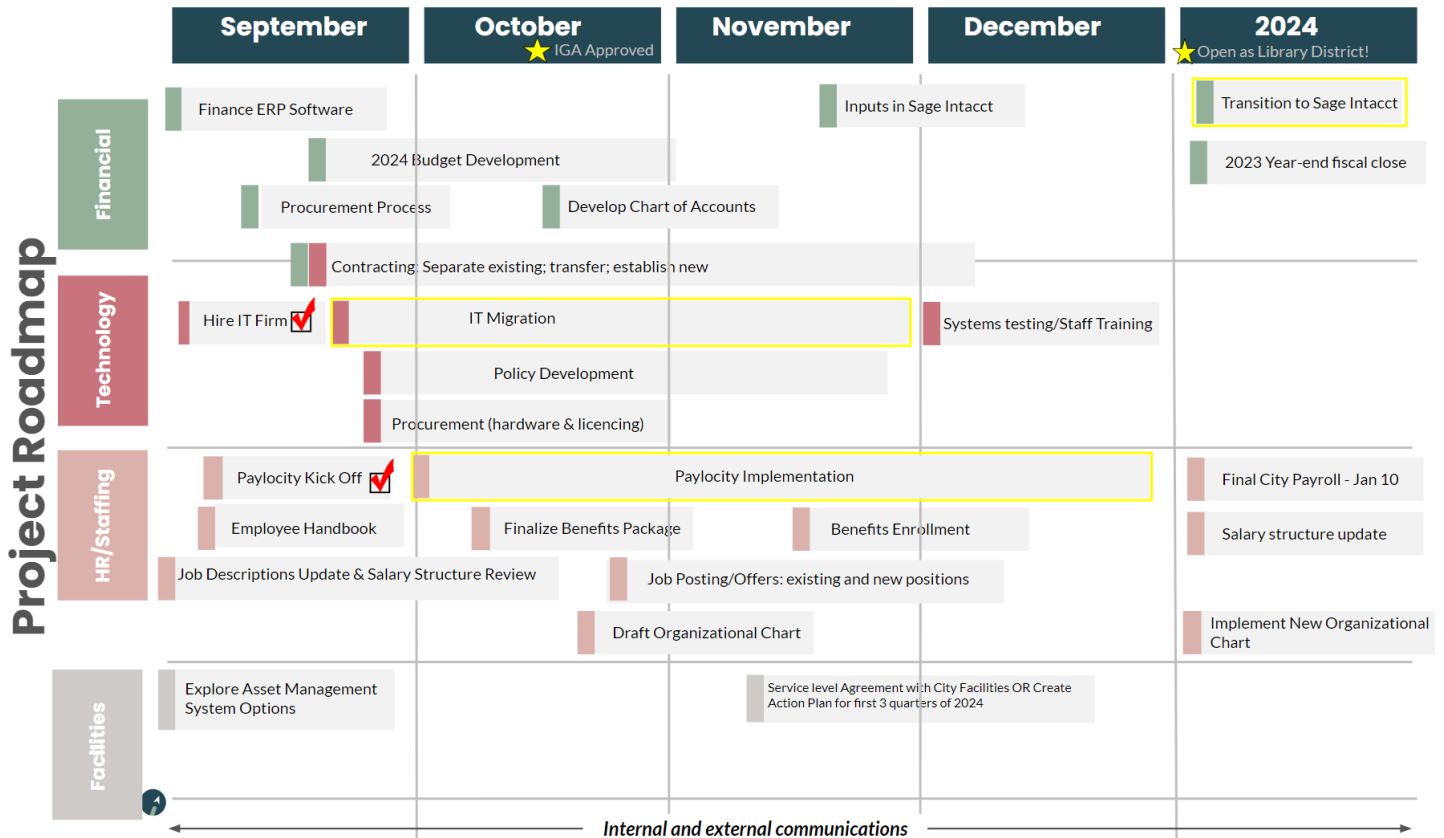 Project Roadmap
September
October
IGA Approved
November
December
2024
Open as Library District!
Financial
Finance ERP Software
Inputs in Sage Intacct
Transition to Sage Intacct
2024 Budget Development
2023 Year-end fiscal close
Procurement Process
Develop Chart of Accounts
Contracting: Separate existing; transfer; establish new
Technology
Hire IT Firm
IT Migration
Systems testing/Staff Training
Policy Development
Procurement (hardware & licencing)
HR/Staffing
Paylocity Kick Off
Paylocity Implementation
Final City Payroll - Jan 10
Employee Handbook
Finalize Benefits Package
Benefits Enrollment
Salary structure update
Job Descriptions Update & Salary Structure Review
Job Posting/Offers: existing and new positions
Draft Organizational Chart
Implement New Organizational
Chart
Facilities
Explore Asset Management
System Options
Service level Agreement with City Facilities OR Create
Action Plan for first 3 quarters of 2024
Internal and external communications